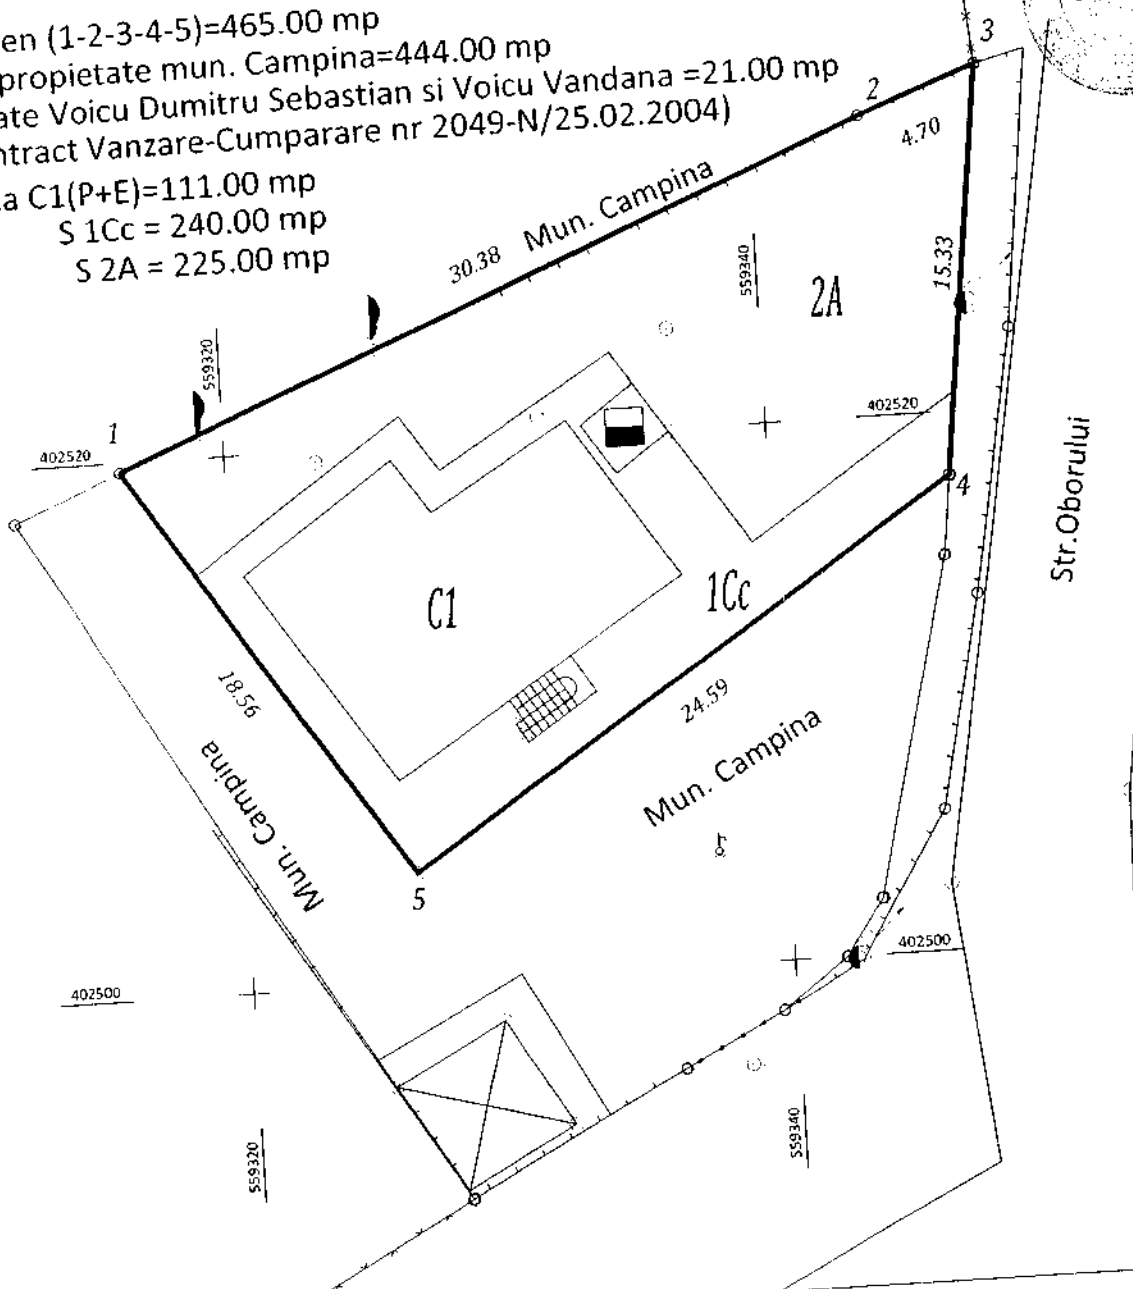 en (1-2-3-4-5)=465.00 mp
propietate mun. Campina=444.00 mp
ate Voicu Dumitru Sebastian si Voicu Vandana =21.00 mp
ntract Vanzare-Cumparare nr 2049-N/25.02.2004)
a C1(P+E)=111.00 mp
S 1Cc = 240.00 mp
S 2A = 225.00 mp
3
2
4.70
Mun. Campina
30.38
559340
15.33
2A
559320
1
402520
402520
4
Str.Oborului
C1
1Cc
18.56
24.59
Mun. Campina
Mun. Campina
5
402500
402500
559320
559340